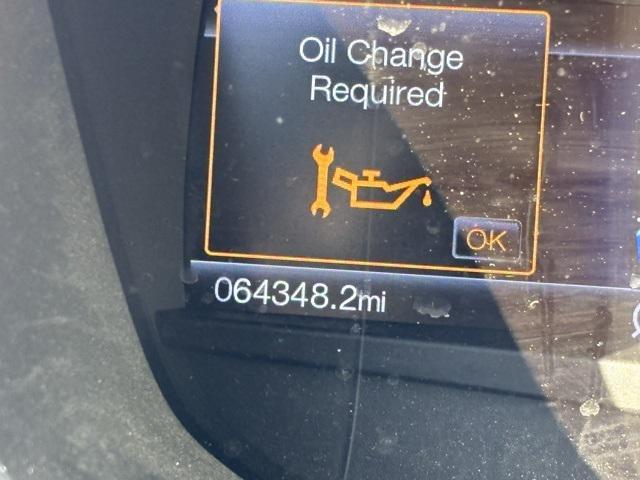 Oil Change
Required
OK
064348.2mi